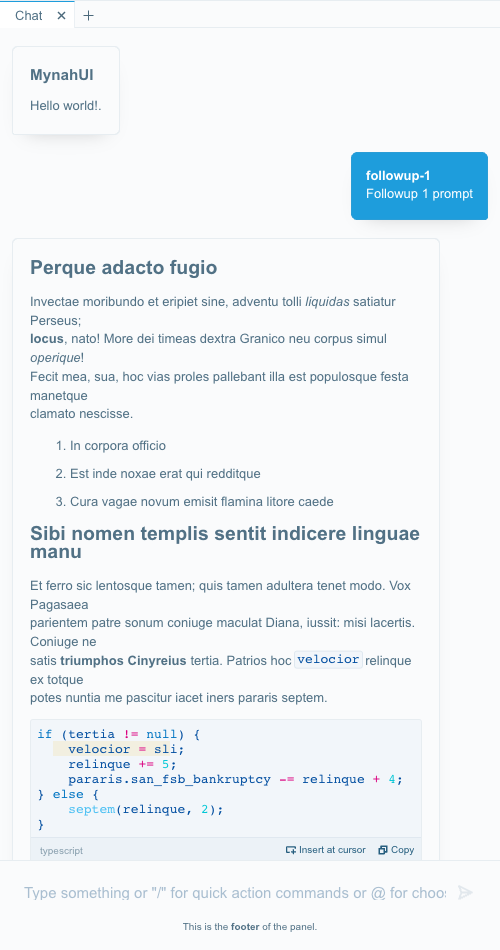 Chat
MynahUI
Hello world!.
followup-1
Followup 1 prompt
Perque adacto fugio
Invectae moribundo et eripiet sine, adventu tolli liquidas satiatur
Perseus;
locus, nato! More dei timeas dextra Granico neu corpus simul
operique!
Fecit mea, sua, hoc vias proles pallebant illa est populosque festa
manetque
clamato nescisse.
1. In corpora officio
2. Est inde noxae erat qui redditque
3. Cura vagae novum emisit flamina litore caede
Sibi nomen templis sentit indicere linguae
manu
Et ferro sic lentosque tamen; quis tamen adultera tenet modo. Vox
Pagasaea
parientem patre sonum coniuge maculat Diana, iussit: misi lacertis.
Coniuge ne
satis triumphos Cinyreius tertia. Patrios hoc velocior relinque
ex totque
potes nuntia me pascitur iacet iners pararis septem.
if (tertia != null) {
    velocior = sli;
    relinque += 5;
    pararis.san_fsb_bankruptcy -= relinque + 4;
} else {
    septem(relinque, 2);
}
typescript Insert at cursor Copy
Type something or "/" for quick action commands or @ for choo
This is the footer of the panel.